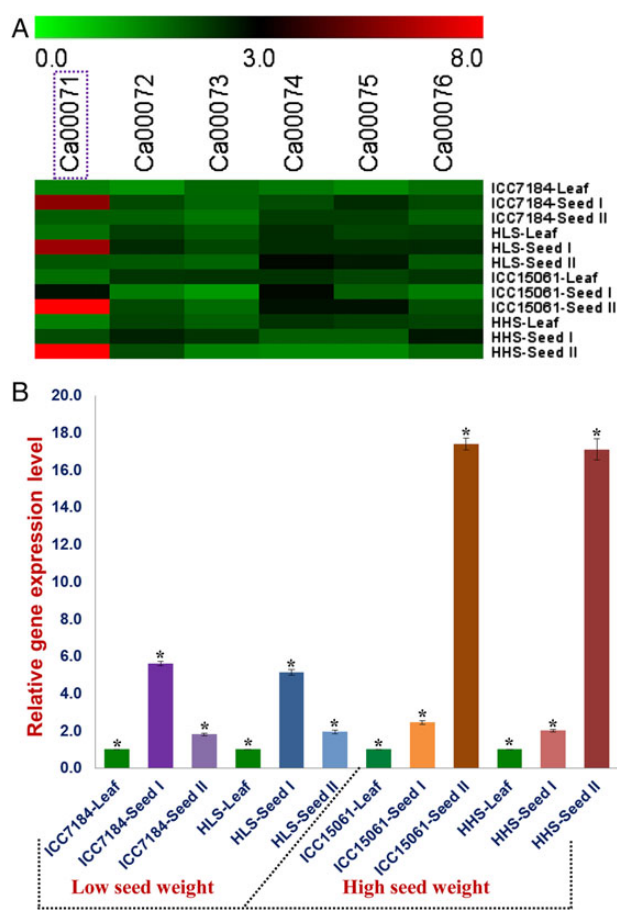 A
0.0 3.0 8.0
Ca00071 Ca00072 Ca00073 Ca00074 Ca00075 Ca00076
ICC7184-Leaf
ICC7184-Seed I
ICC7184-Seed II
HLS-Leaf
HLS-Seed I
HLS-Seed II
ICC15061-Leaf
ICC15061-Seed I
ICC15061-Seed II
HHS-Leaf
HHS-Seed I
HHS-Seed II
B
Relative gene expression level
20.0
18.0
16.0
14.0
12.0
10.0
8.0
6.0
4.0
2.0
0.0
* * * * * * * * * * * *
ICC7184-Leaf
ICC7184-Seed I
ICC7184-Seed II
HLS-Leaf
HLS-Seed I
HLS-Seed II
ICC15061-Leaf
ICC15061-Seed I
ICC15061-Seed II
HHS-Leaf
HHS-Seed I
HHS-Seed II
Low seed weight High seed weight